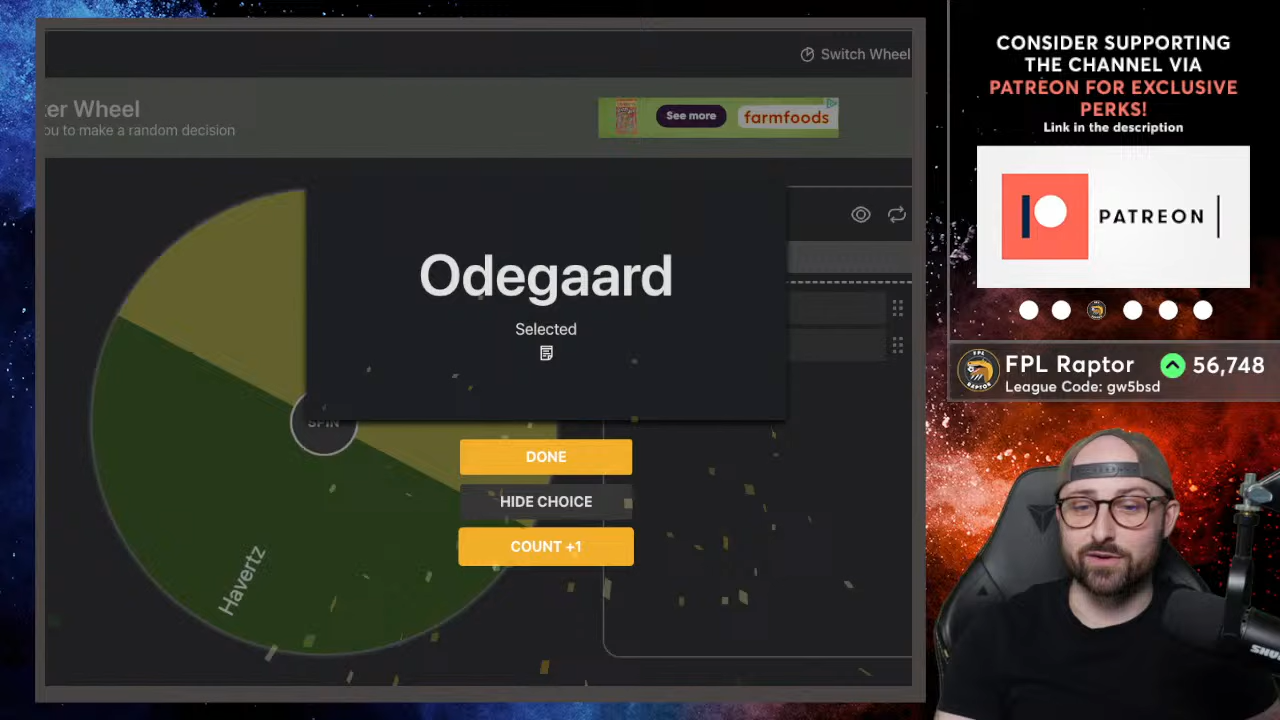 Switch Wheel
er Wheel
ou to make a random decision
See more
farmfoods
Odegaard
Selected
SPIN
DONE
HIDE CHOICE
COUNT +1
Havertz
CONSIDER SUPPORTING
THE CHANNEL VIA
PATREON FOR EXCLUSIVE
PERKS!
Link in the description
PATREON
FPL Raptor
56,748
League Code: gw5bsd